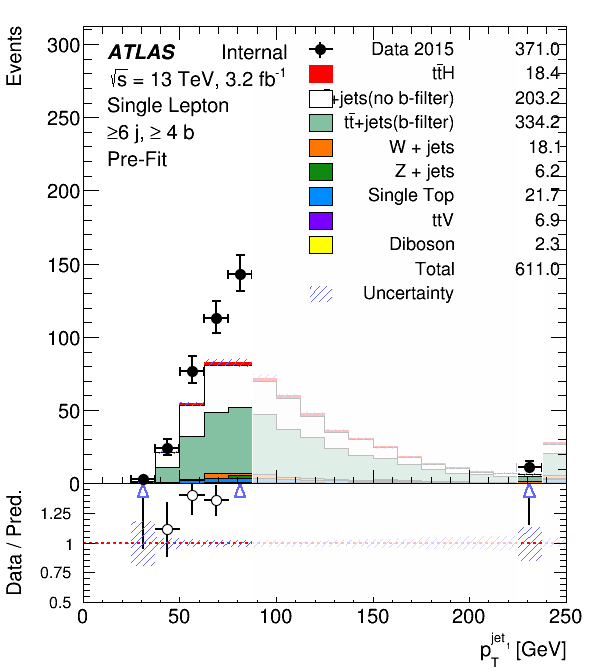 Events
ATLAS Internal
√s = 13 TeV, 3.2 fb⁻¹
Single Lepton
≥6 j, ≥ 4 b
Pre-Fit
Data 2015 371.0
tt̄H 18.4
+jets(no b-filter) 203.2
tt̄+jets(b-filter) 334.2
W + jets 18.1
Z + jets 6.2
Single Top 21.7
ttV 6.9
Diboson 2.3
Total 611.0
Uncertainty
300
250
200
150
100
50
0
Data / Pred.
1.25
1
0.75
0.5
0 50 100 150 200 250
p_T^jet₁ [GeV]